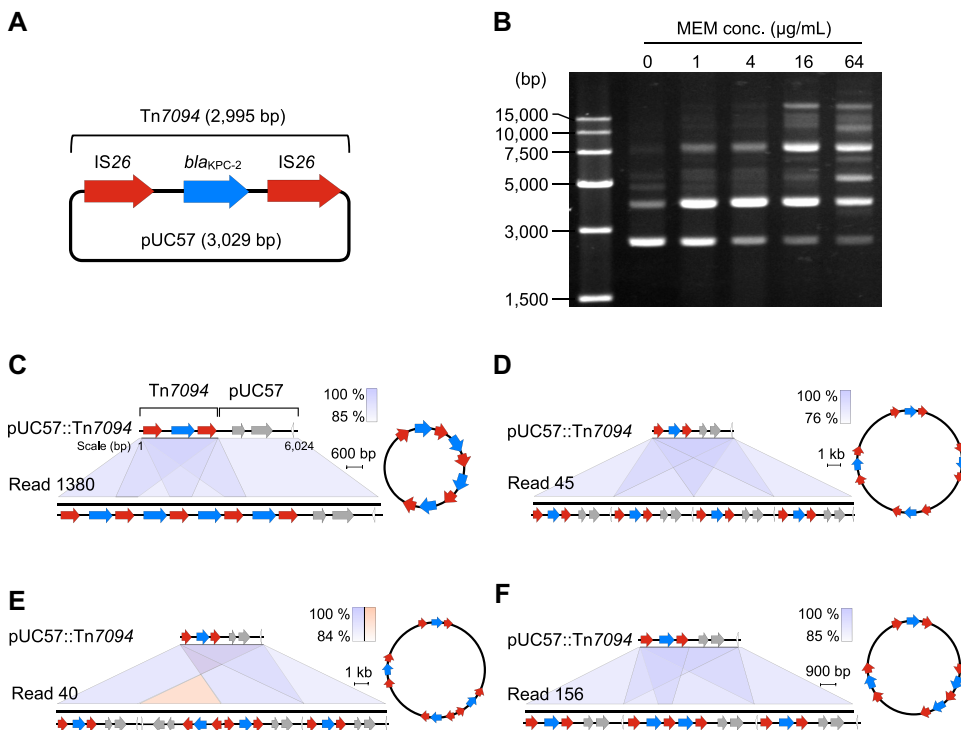 A
Tn7094 (2,995 bp)
IS26 blaKPC-2 IS26
pUC57 (3,029 bp)
B
MEM conc. (µg/mL)
0 1 4 16 64
(bp)
15,000
10,000
7,500
5,000
3,000
1,500
C
Tn7094 pUC57
100 %
85 %
pUC57::Tn7094
Scale (bp) 1 6,024
600 bp
Read 1380
D
100 %
76 %
pUC57::Tn7094
1 kb
Read 45
E
100 %
84 %
pUC57::Tn7094
1 kb
Read 40
F
100 %
85 %
pUC57::Tn7094
900 bp
Read 156